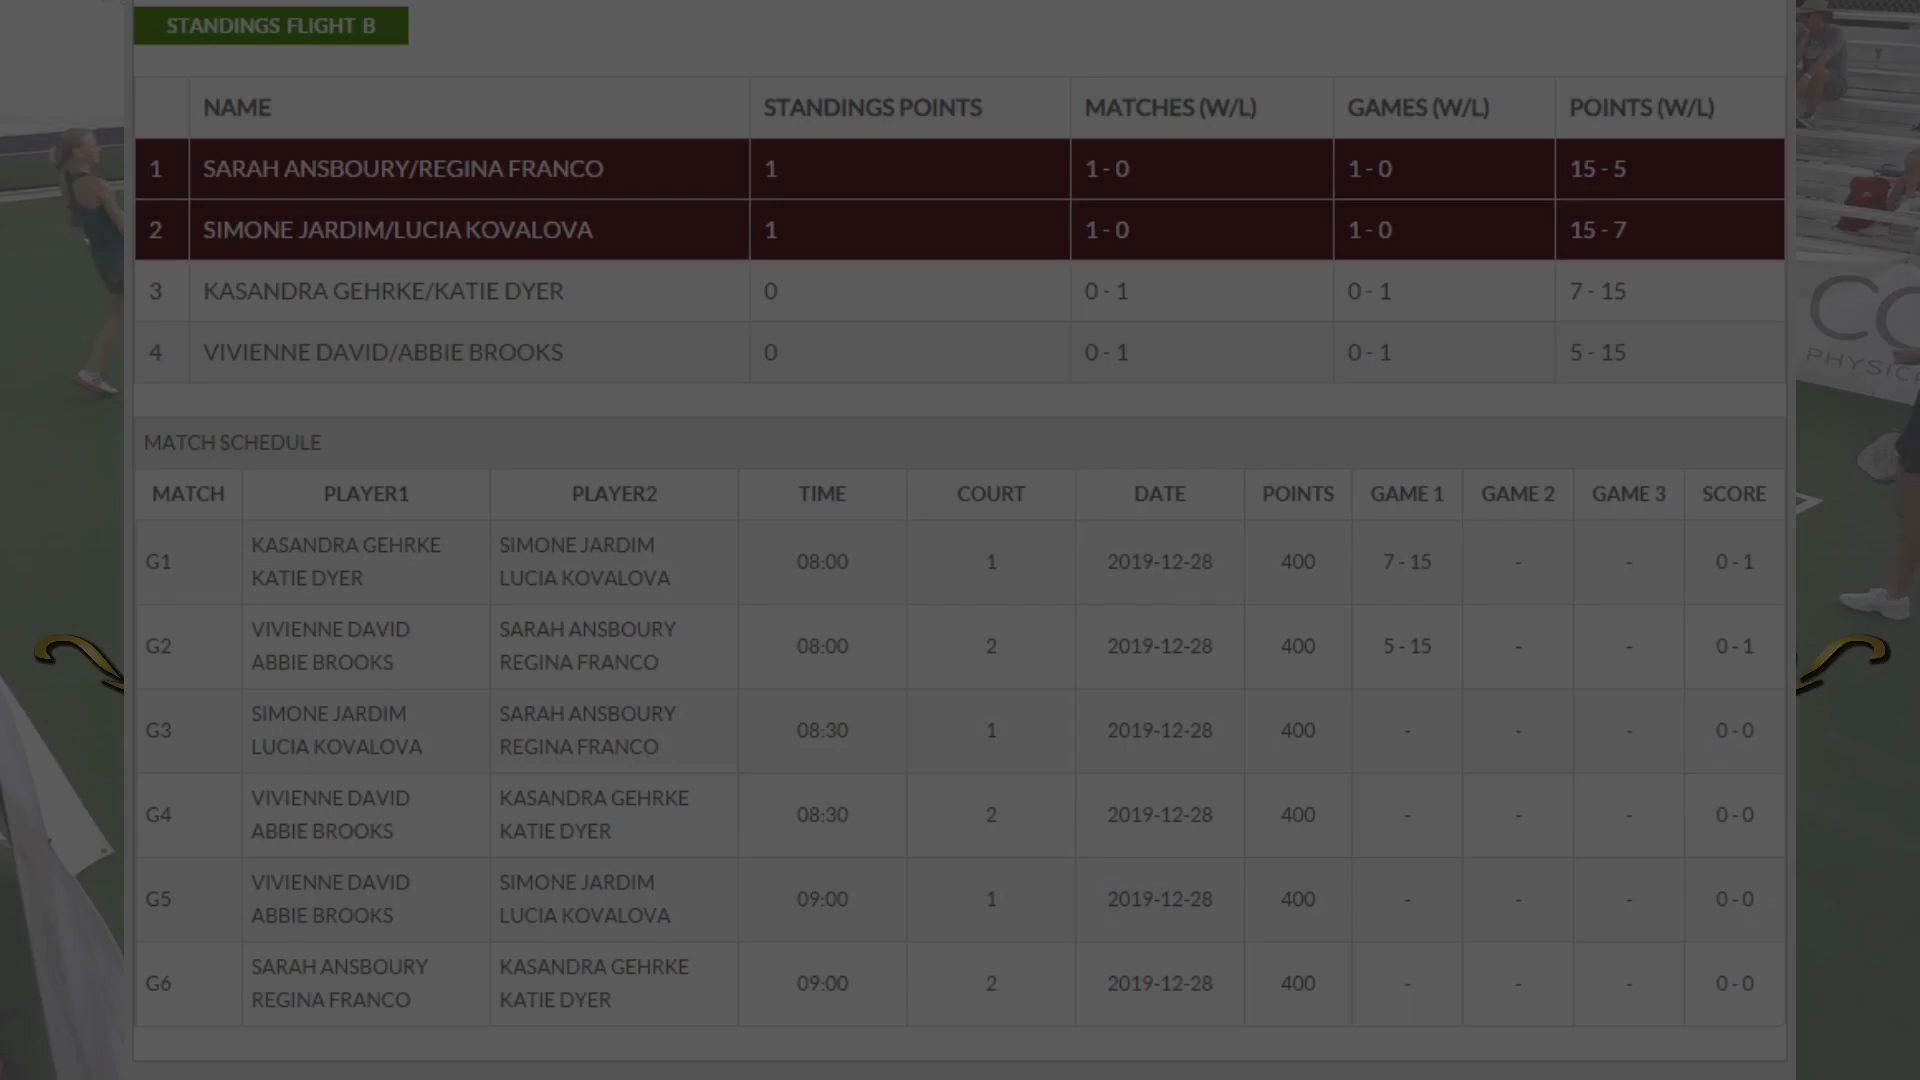 STANDINGS FLIGHT B
NAME STANDINGS POINTS MATCHES (W/L) GAMES (W/L) POINTS (W/L)
1 SARAH ANSBOURY/REGINA FRANCO 1 1 - 0 1 - 0 15 - 5
2 SIMONE JARDIM/LUCIA KOVALOVA 1 1 - 0 1 - 0 15 - 7
3 KASANDRA GEHRKE/KATIE DYER 0 0 - 1 0 - 1 7 - 15
4 VIVIENNE DAVID/ABBIE BROOKS 0 0 - 1 0 - 1 5 - 15
MATCH SCHEDULE
MATCH PLAYER1 PLAYER2 TIME COURT DATE POINTS GAME 1 GAME 2 GAME 3 SCORE
KASANDRA GEHRKE SIMONE JARDIM
G1 08:00 1 2019-12-28 400 7 - 15 - - 0 - 1
KATIE DYER LUCIA KOVALOVA
VIVIENNE DAVID SARAH ANSBOURY
G2 08:00 2 2019-12-28 400 5 - 15 - - 0 - 1
ABBIE BROOKS REGINA FRANCO
SIMONE JARDIM SARAH ANSBOURY
G3 08:30 1 2019-12-28 400 - - - 0 - 0
LUCIA KOVALOVA REGINA FRANCO
VIVIENNE DAVID KASANDRA GEHRKE
G4 08:30 2 2019-12-28 400 - - - 0 - 0
ABBIE BROOKS KATIE DYER
VIVIENNE DAVID SIMONE JARDIM
G5 09:00 1 2019-12-28 400 - - - 0 - 0
ABBIE BROOKS LUCIA KOVALOVA
SARAH ANSBOURY KASANDRA GEHRKE
G6 09:00 2 2019-12-28 400 - - - 0 - 0
REGINA FRANCO KATIE DYER